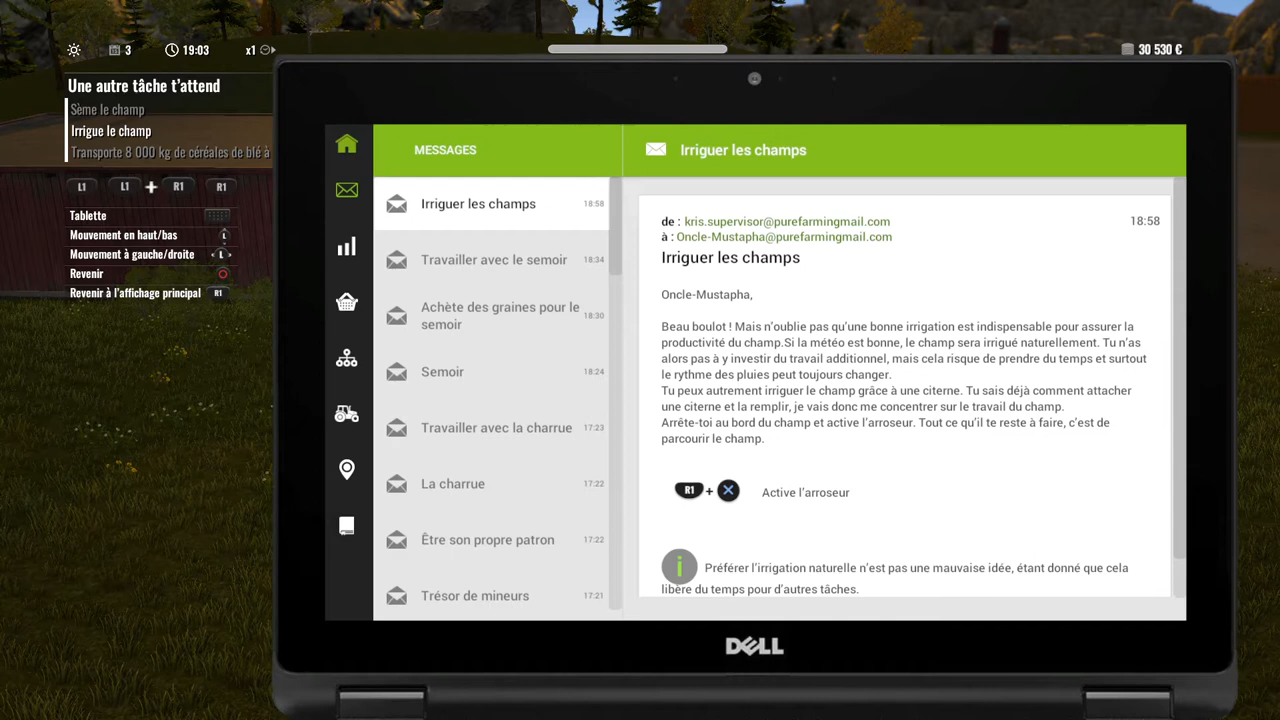 3 19:03 x1
30 530 €
Une autre tâche t'attend
Sème le champ
Irrigue le champ
Transporte 8 000 kg de céréales de blé à
L1 L1 + R1 R1
Tablette
Mouvement en haut/bas L
Mouvement à gauche/droite L
Revenir
Revenir à l'affichage principal R1
MESSAGES
Irriguer les champs 18:58
Travailler avec le semoir 18:34
Achète des graines pour le
semoir 18:30
Semoir 18:24
Travailler avec la charrue 17:23
La charrue 17:22
Être son propre patron 17:22
Trésor de mineurs 17:21
Irriguer les champs
de : kris.supervisor@purefarmingmail.com 18:58
à : Oncle-Mustapha@purefarmingmail.com
Irriguer les champs
Oncle-Mustapha,
Beau boulot ! Mais n'oublie pas qu'une bonne irrigation est indispensable pour assurer la
productivité du champ.Si la météo est bonne, le champ sera irrigué naturellement. Tu n'as
alors pas à y investir du travail additionnel, mais cela risque de prendre du temps et surtout
le rythme des pluies peut toujours changer.
Tu peux autrement irriguer le champ grâce à une citerne. Tu sais déjà comment attacher
une citerne et la remplir, je vais donc me concentrer sur le travail du champ.
Arrête-toi au bord du champ et active l'arroseur. Tout ce qu'il te reste à faire, c'est de
parcourir le champ.
R1 + Active l'arroseur
i Préférer l'irrigation naturelle n'est pas une mauvaise idée, étant donné que cela
libère du temps pour d'autres tâches.
DELL